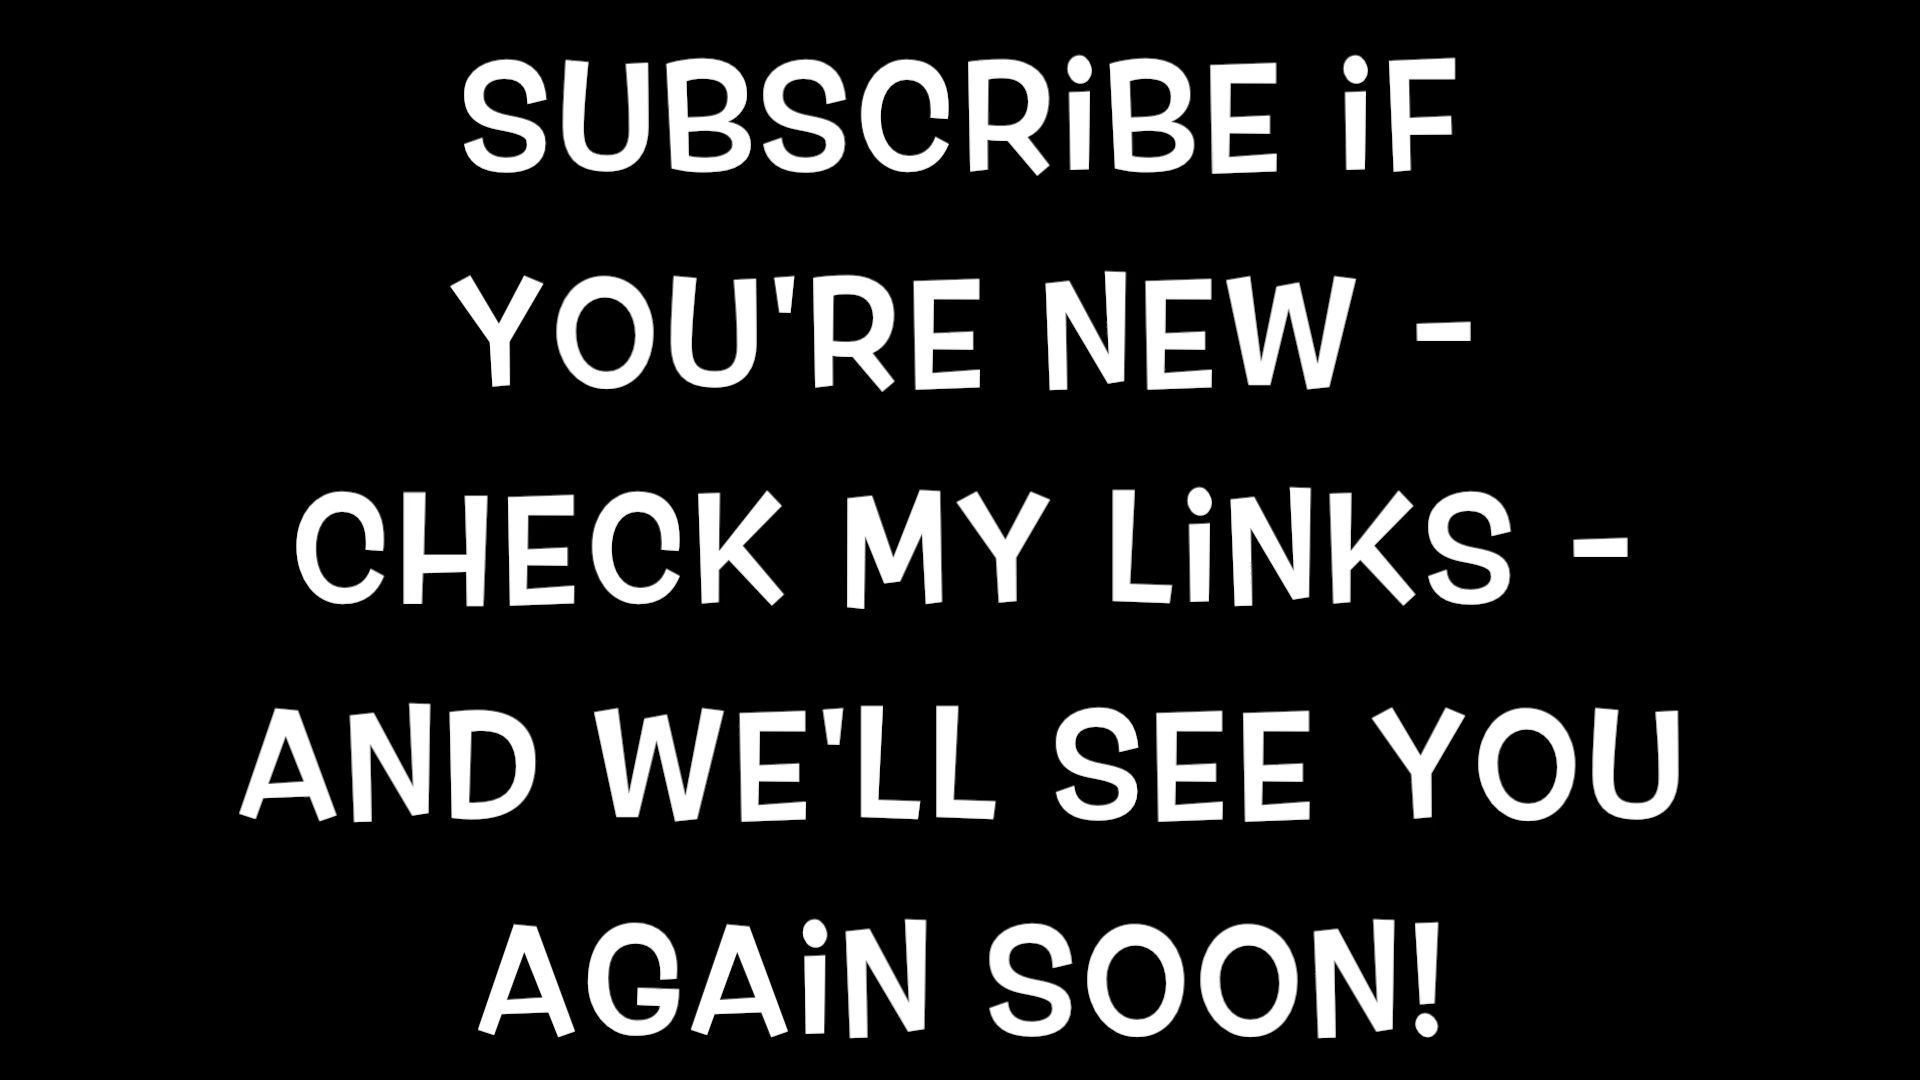 SUBSCRiBE iF
YOU'RE NEW -
CHECK MY LiNKS -
AND WE'LL SEE YOU
AGAiN SOON!